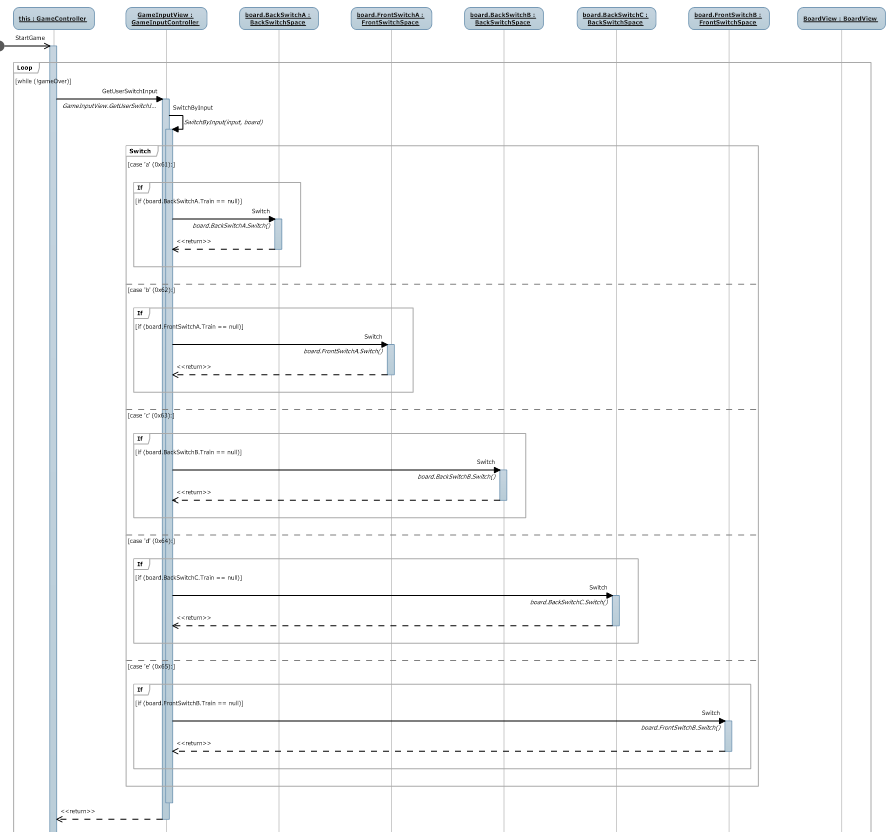 this : GameController
GameInputView :
GameInputController
board.BackSwitchA :
BackSwitchSpace
board.FrontSwitchA :
FrontSwitchSpace
board.BackSwitchB :
BackSwitchSpace
board.BackSwitchC :
BackSwitchSpace
board.FrontSwitchB :
FrontSwitchSpace
BoardView : BoardView
StartGame
Loop
[while (!gameOver)]
GetUserSwitchInput
GameInputView.GetUserSwitchI...
SwitchByInput
SwitchByInput(input, board)
Switch
[case 'a' (0x61):]
If
[if (board.BackSwitchA.Train == null)]
Switch
board.BackSwitchA.Switch()
<<return>>
[case 'b' (0x62):]
If
[if (board.FrontSwitchA.Train == null)]
Switch
board.FrontSwitchA.Switch()
<<return>>
[case 'c' (0x63):]
If
[if (board.BackSwitchB.Train == null)]
Switch
board.BackSwitchB.Switch()
<<return>>
[case 'd' (0x64):]
If
[if (board.BackSwitchC.Train == null)]
Switch
board.BackSwitchC.Switch()
<<return>>
[case 'e' (0x65):]
If
[if (board.FrontSwitchB.Train == null)]
Switch
board.FrontSwitchB.Switch()
<<return>>
<<return>>